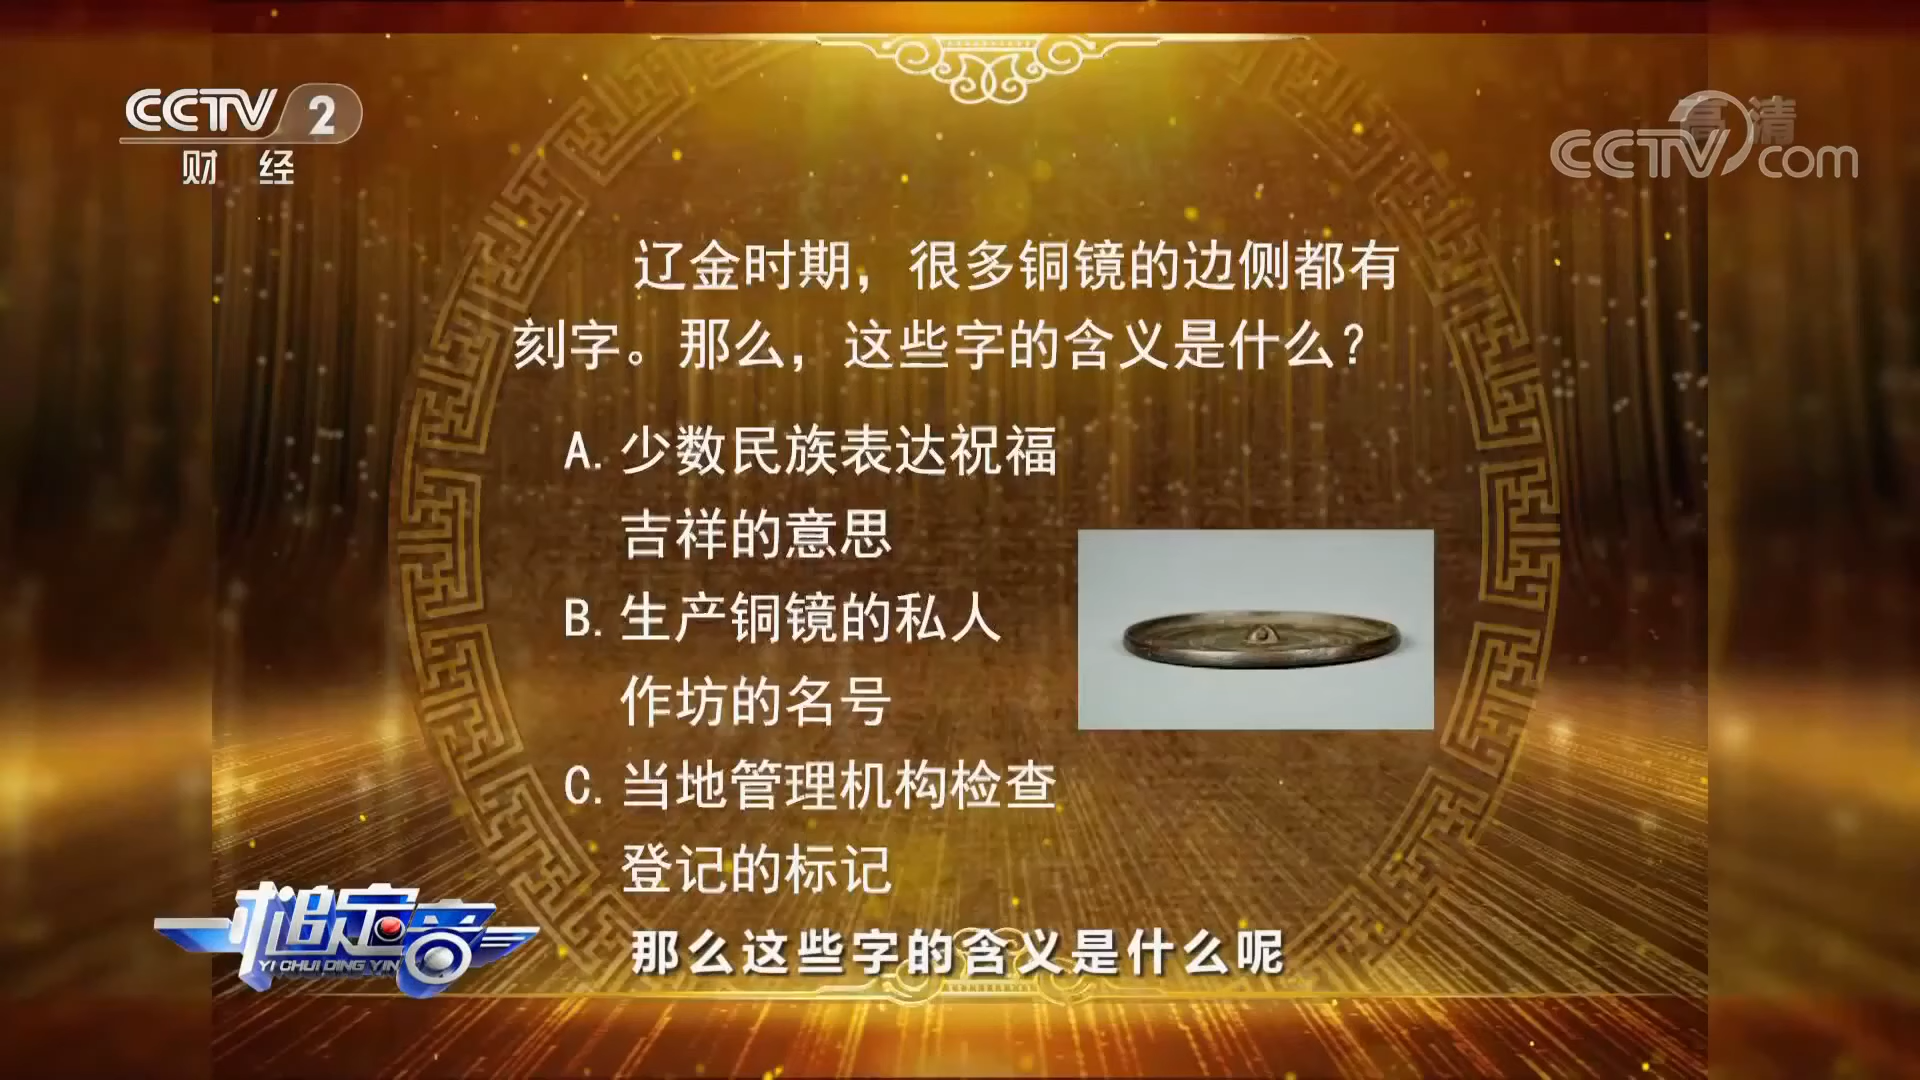 CCTV 2
财 经
高清
CCTV com
辽金时期，很多铜镜的边侧都有
刻字。那么，这些字的含义是什么？
A. 少数民族表达祝福
吉祥的意思
B. 生产铜镜的私人
作坊的名号
C. 当地管理机构检查
登记的标记
一槌定音
YI CHUI DING YIN
那么这些字的含义是什么呢